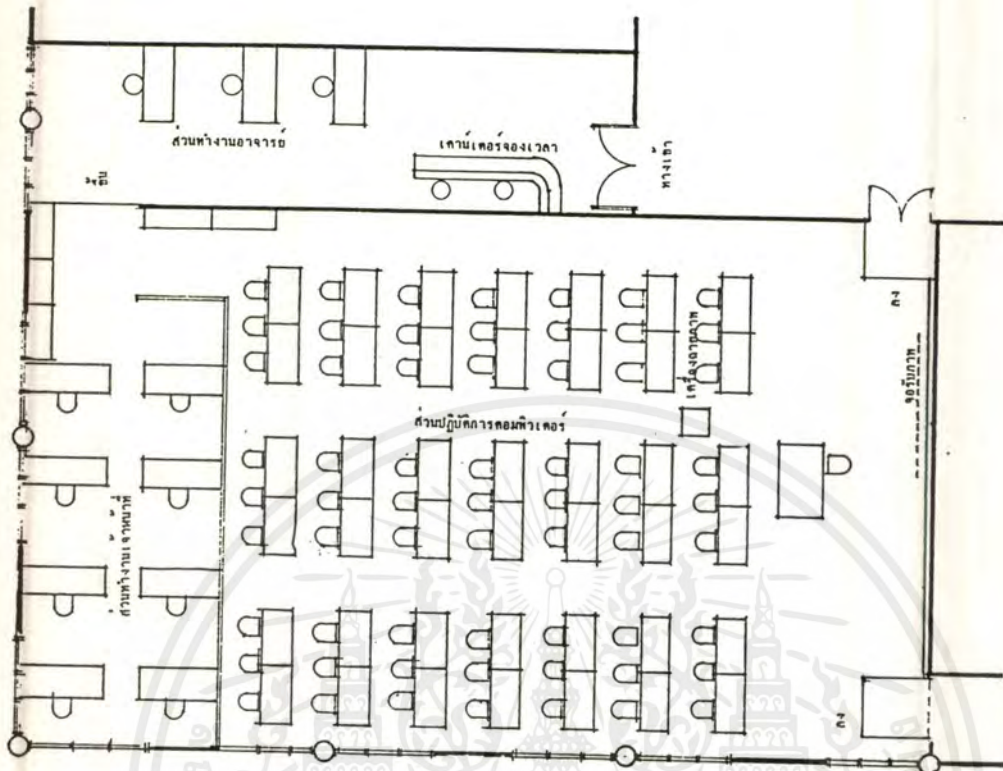 ส่วนทำงานอาจารย์
เคาน์เตอร์จองเวลา
ทางเข้า
ลง
เครื่องฉายภาพ
จอรับภาพ
ส่วนปฏิบัติการคอมพิวเตอร์
ส่วนทำงานเจ้าหน้าที่
ลง